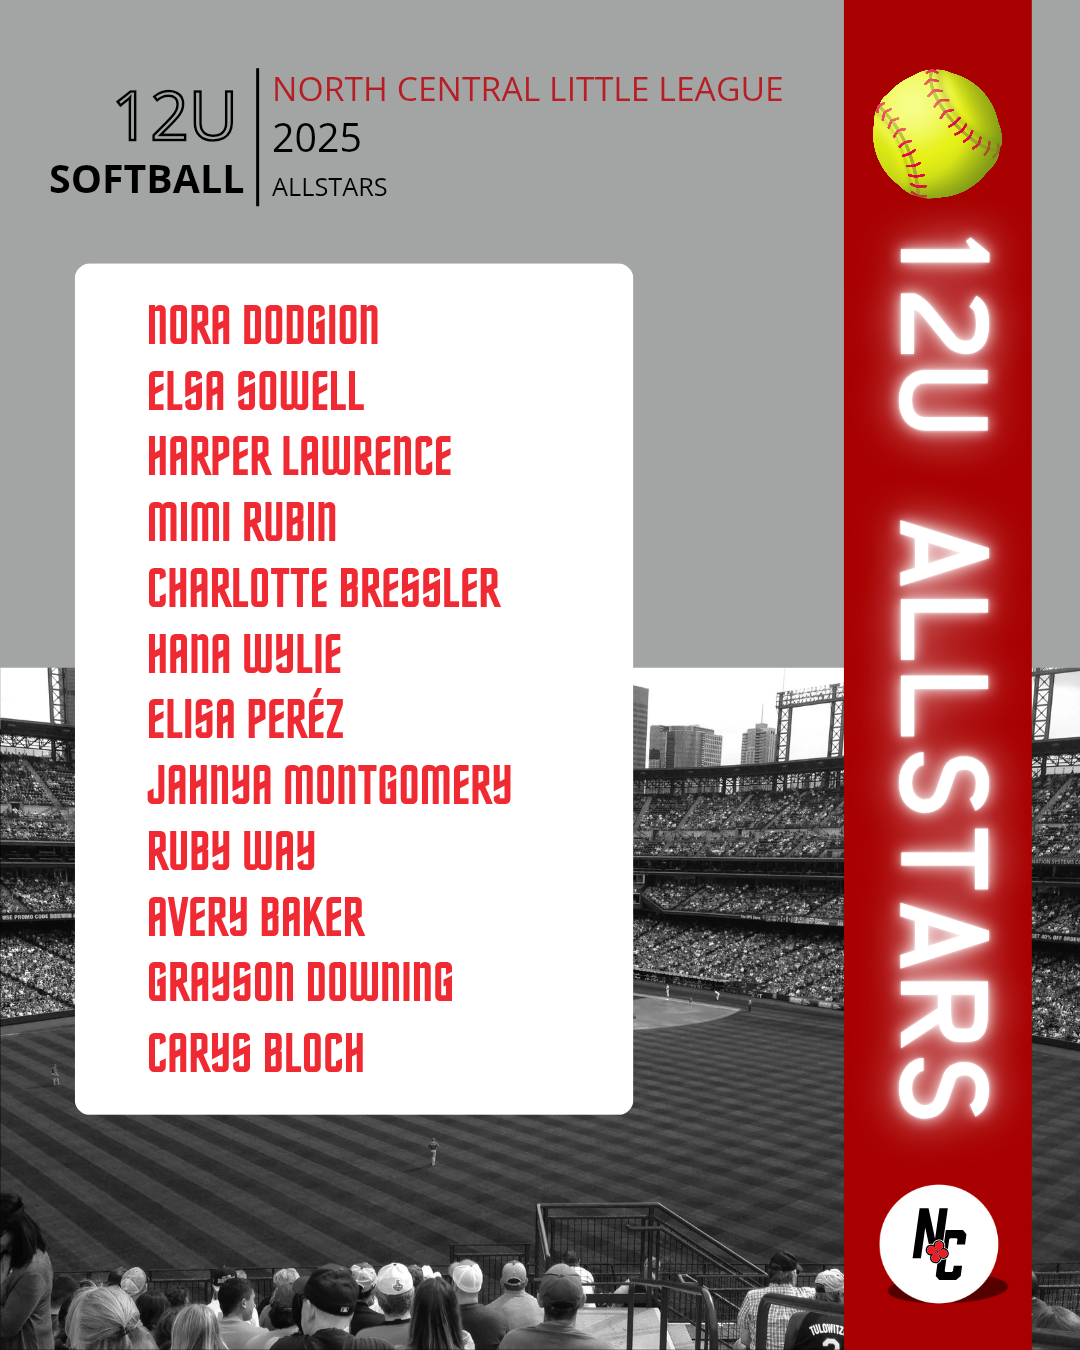 12U
SOFTBALL
NORTH CENTRAL LITTLE LEAGUE
2025
ALLSTARS
NORA DODGION
ELSA SOWELL
HARPER LAWRENCE
MIMI RUBIN
CHARLOTTE BRESSLER
HANA WYLIE
ELISA PERÉZ
JAHNYA MONTGOMERY
RUBY WAY
AVERY BAKER
GRAYSON DOWNING
CARYS BLOCH
12U ALLSTARS
NC
TULOWITZ